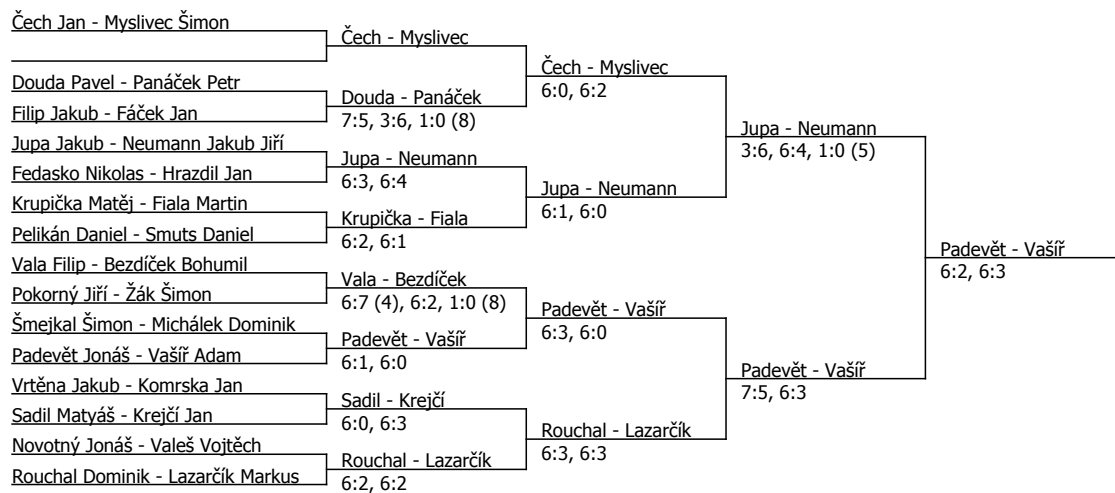 Čech Jan - Myslivec Šimon
Douda Pavel - Panáček Petr
Filip Jakub - Fáček Jan
Jupa Jakub - Neumann Jakub Jiří
Fedasko Nikolas - Hrazdil Jan
Krupička Matěj - Fiala Martin
Pelikán Daniel - Smuts Daniel
Vala Filip - Bezdíček Bohumil
Pokorný Jiří - Žák Šimon
Šmejkal Šimon - Michálek Dominik
Padevět Jonáš - Vašíř Adam
Vrtěna Jakub - Komrska Jan
Sadil Matyáš - Krejčí Jan
Novotný Jonáš - Valeš Vojtěch
Rouchal Dominik - Lazarčík Markus
Čech - Myslivec
Douda - Panáček
7:5, 3:6, 1:0 (8)
Jupa - Neumann
6:3, 6:4
Krupička - Fiala
6:2, 6:1
Vala - Bezdíček
6:7 (4), 6:2, 1:0 (8)
Padevět - Vašíř
6:1, 6:0
Sadil - Krejčí
6:0, 6:3
Rouchal - Lazarčík
6:2, 6:2
Čech - Myslivec
6:0, 6:2
Jupa - Neumann
6:1, 6:0
Padevět - Vašíř
6:3, 6:0
Rouchal - Lazarčík
6:3, 6:3
Jupa - Neumann
3:6, 6:4, 1:0 (5)
Padevět - Vašíř
7:5, 6:3
Padevět - Vašíř
6:2, 6:3